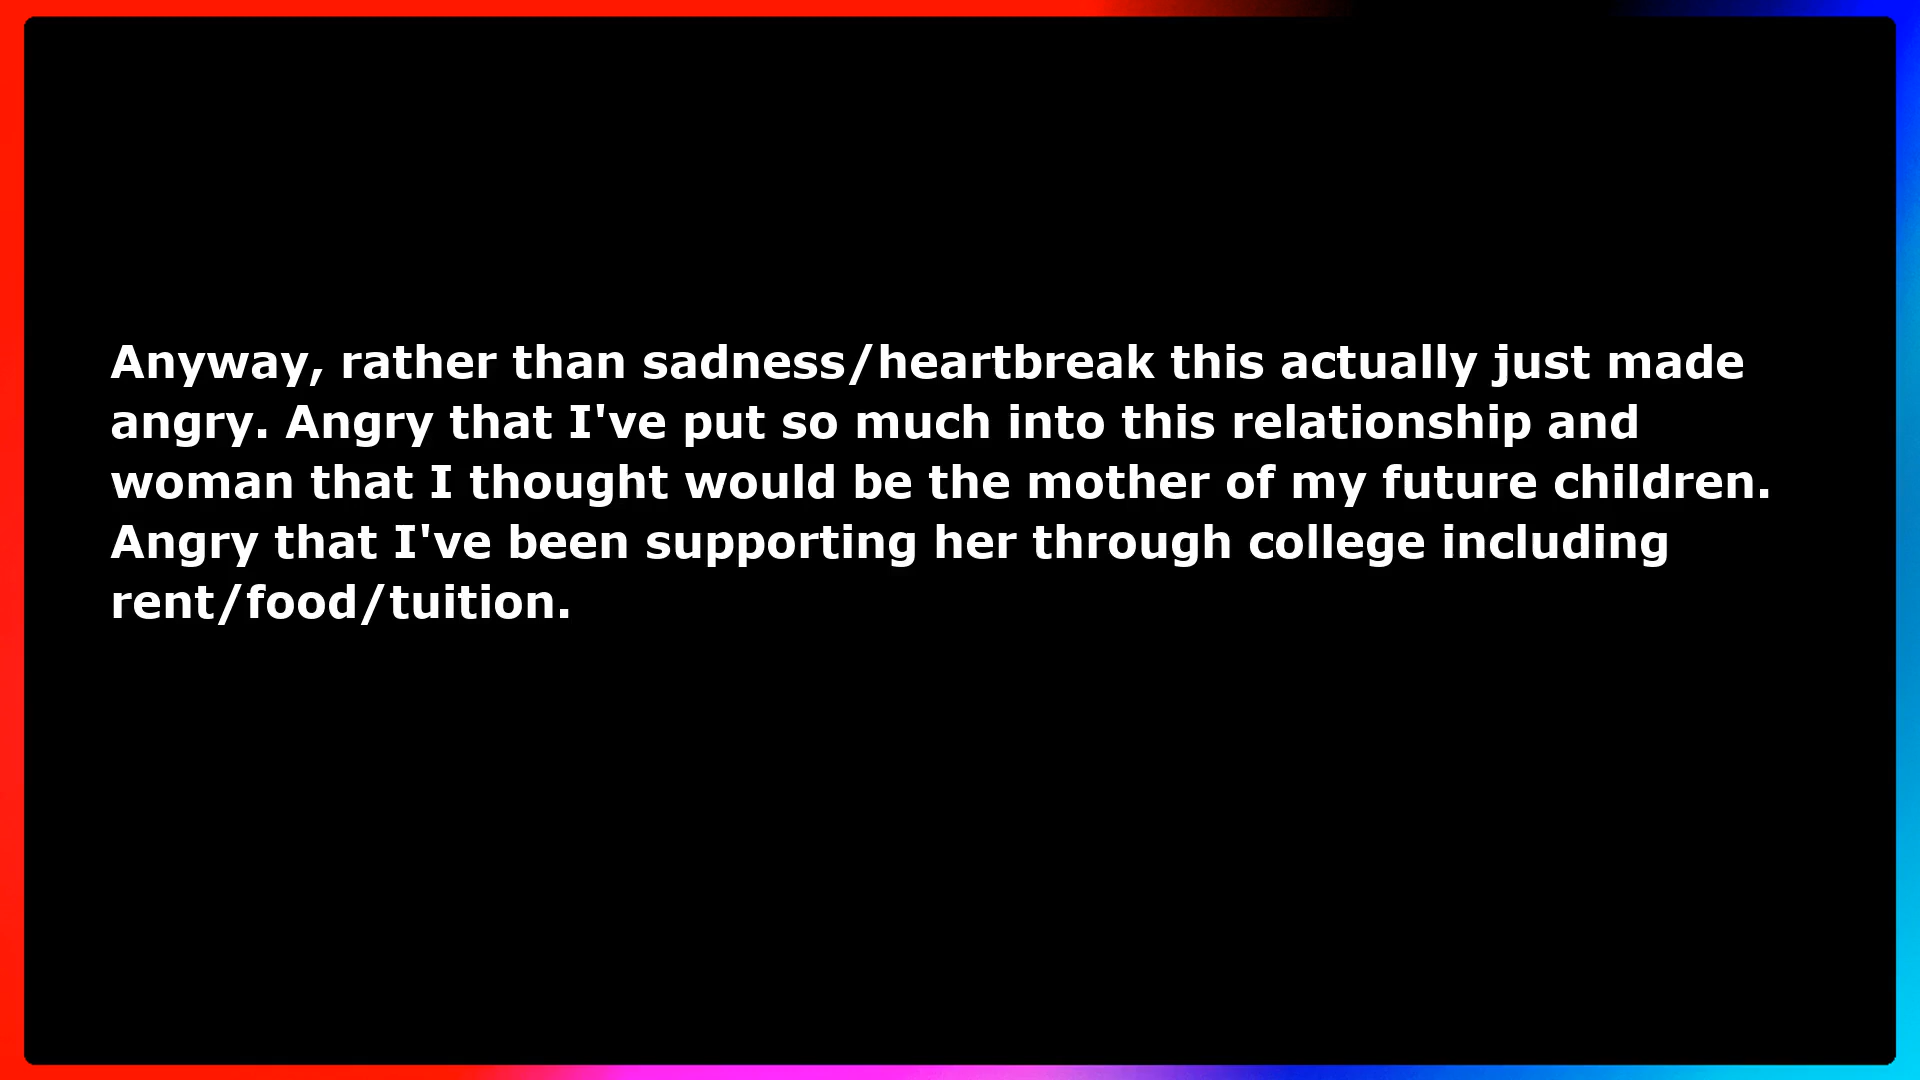 Anyway, rather than sadness/heartbreak this actually just made
angry. Angry that I've put so much into this relationship and
woman that I thought would be the mother of my future children.
Angry that I've been supporting her through college including
rent/food/tuition.